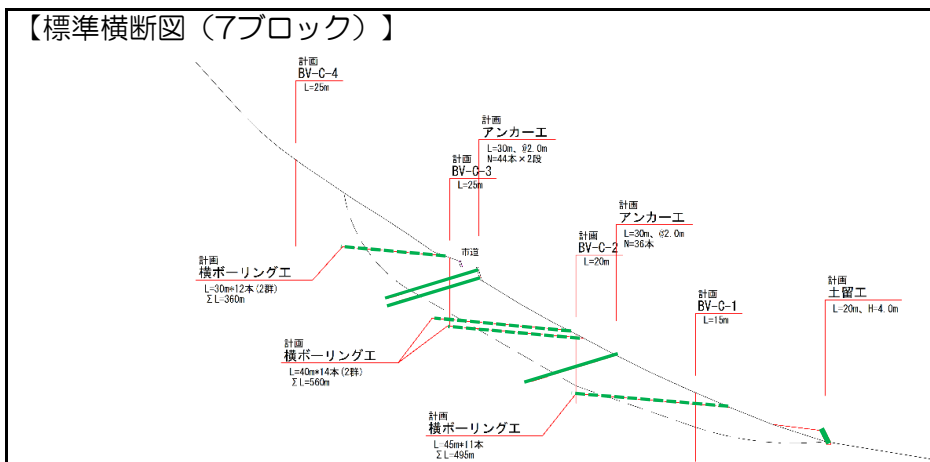 【標準横断図（7ブロック）】
計画
BV-C-4
L=25m
計画
アンカー工
L=30m、@2.0m
N=44本×2段
計画
BV-C-3
L=25m
計画
アンカー工
L=30m、@2.0m
N=36本
計画
BV-C-2
L=20m
市道
計画
横ボーリング工
L=30m*12本(2群)
ΣL=360m
計画
土留工
L=20m、H=4.0m
計画
BV-C-1
L=15m
計画
横ボーリング工
L=40m*14本(2群)
ΣL=560m
計画
横ボーリング工
L=45m*11本
ΣL=495m